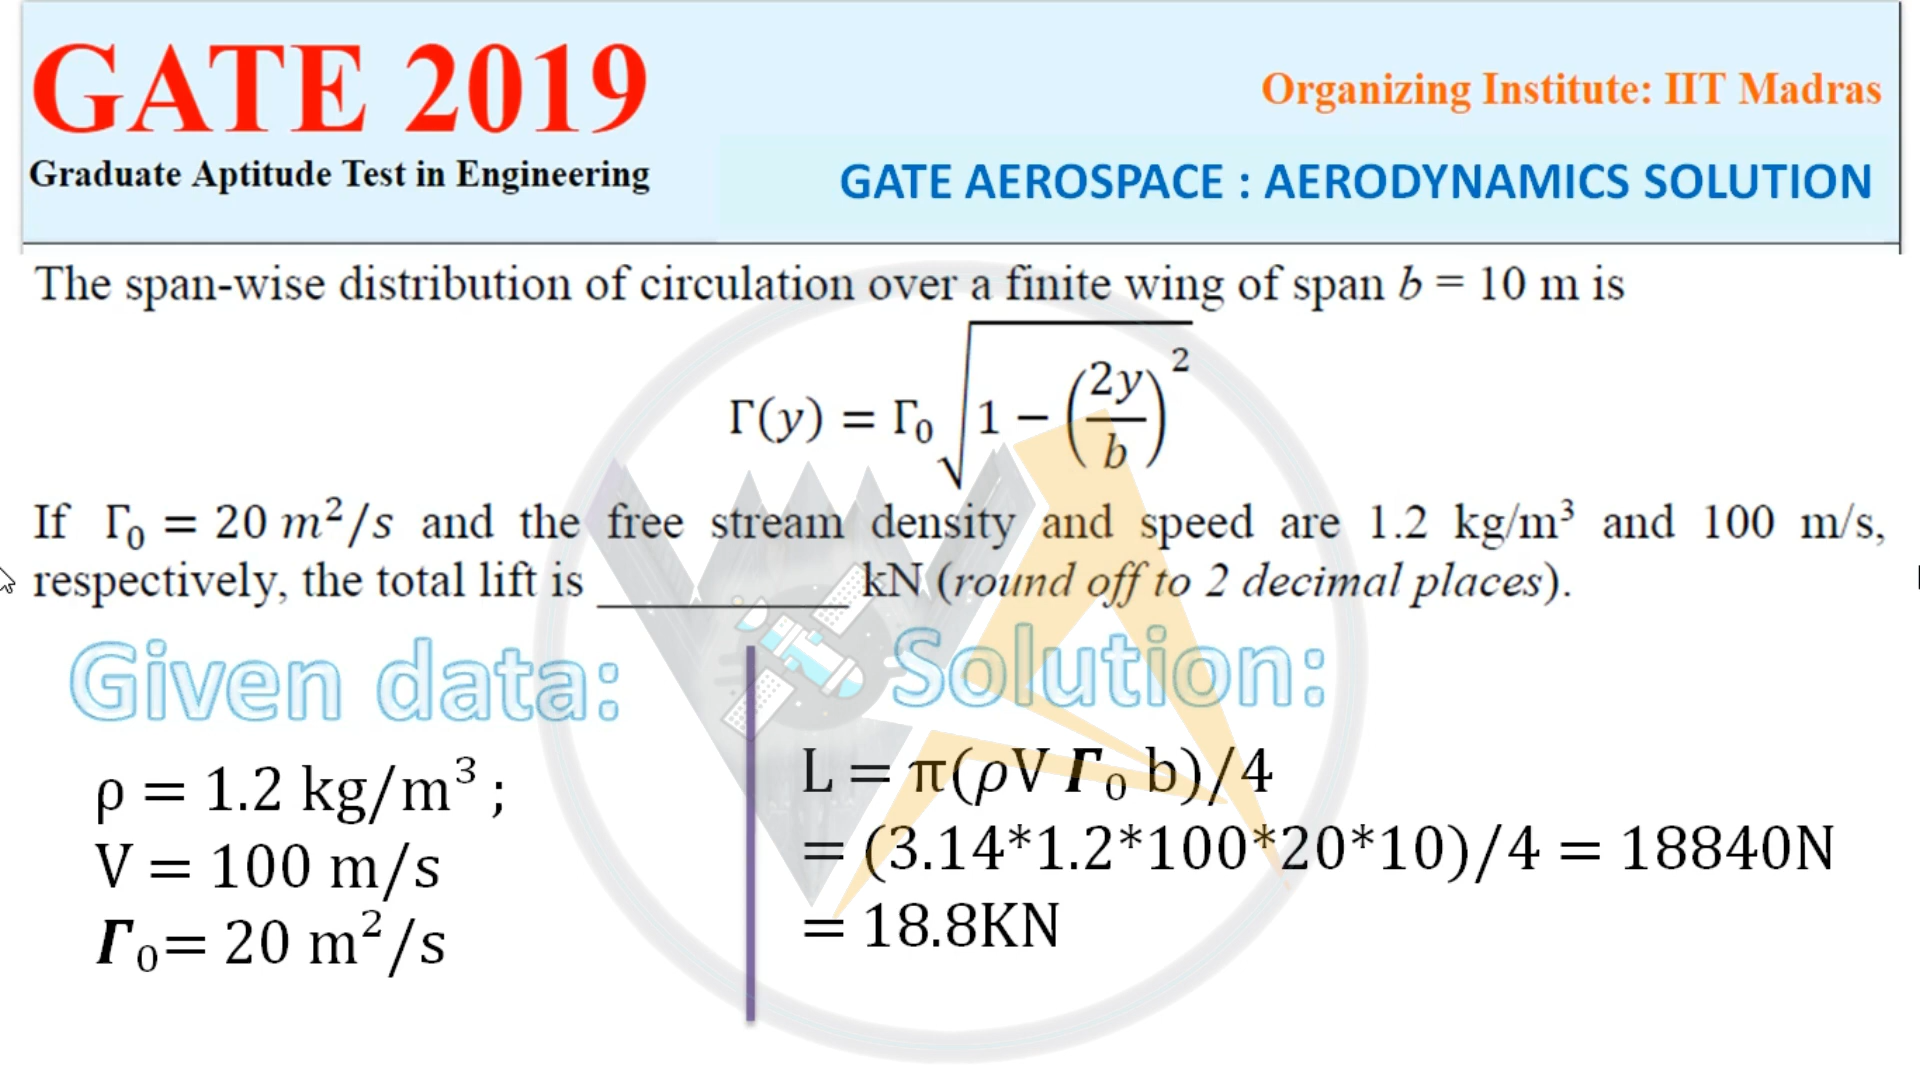 GATE 2019
Organizing Institute: IIT Madras
Graduate Aptitude Test in Engineering
GATE AEROSPACE : AERODYNAMICS SOLUTION
The span-wise distribution of circulation over a finite wing of span b = 10 m is
Γ(y) = Γ₀ √(1 − (2y/b)²)
If Γ₀ = 20 m²/s and the free stream density and speed are 1.2 kg/m³ and 100 m/s,
respectively, the total lift is __________ kN (round off to 2 decimal places).
Given data:
ρ = 1.2 kg/m³ ;
V = 100 m/s
Γ₀= 20 m²/s
Solution:
L = π(ρV Γ₀ b)/4
= (3.14*1.2*100*20*10)/4 = 18840N
= 18.8KN